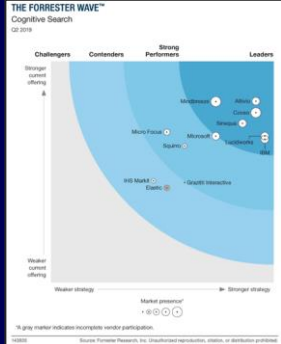 THE FORRESTER WAVE™
Cognitive Search
Q2 2019
Challengers
Contenders
Strong
Performers
Leaders
Stronger
current
offering
Mindbreeze
Attivio
Coveo
Sinequa
Micro Focus
Microsoft
Lucidworks
Squirro
IBM
IHS Markit
Grazitti Interactive
Elastic
Weaker
current
offering
Weaker strategy
Stronger strategy
Market presence*
*A gray marker indicates incomplete vendor participation.
Source: Forrester Research, Inc. Unauthorized reproduction, citation, or distribution prohibited.